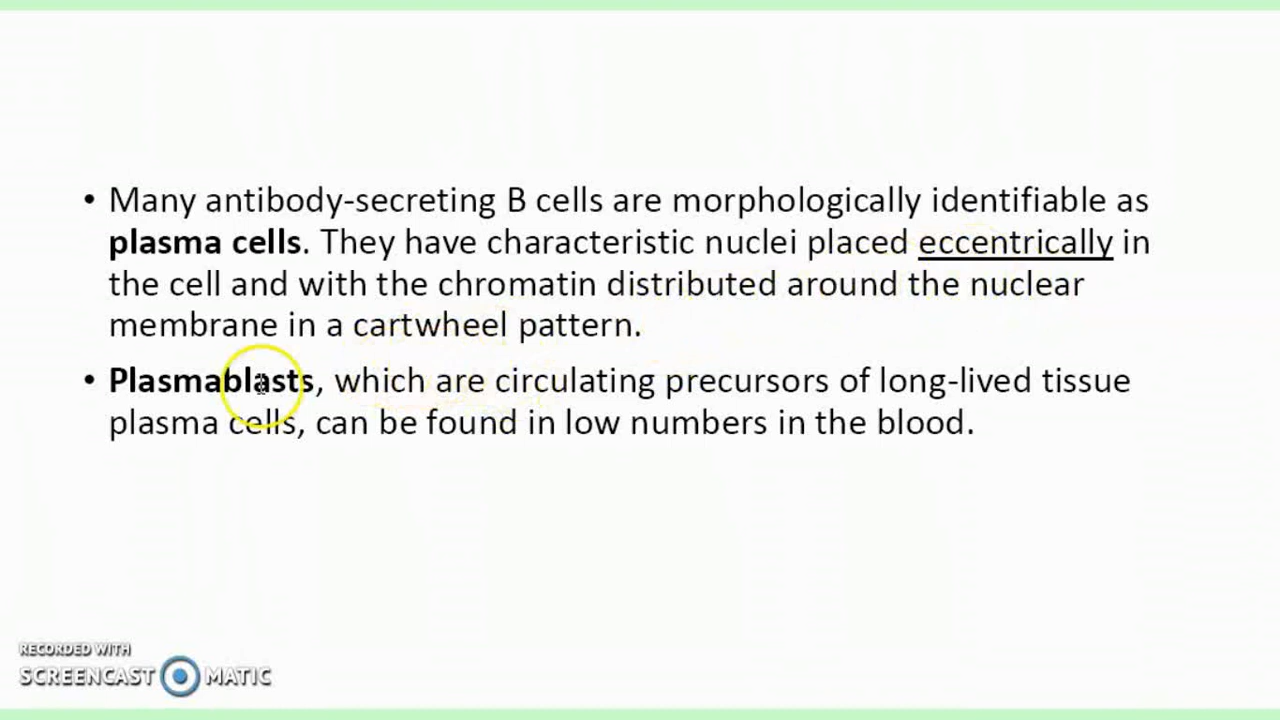 • Many antibody-secreting B cells are morphologically identifiable as
plasma cells. They have characteristic nuclei placed eccentrically in
the cell and with the chromatin distributed around the nuclear
membrane in a cartwheel pattern.
• Plasmablasts, which are circulating precursors of long-lived tissue
plasma cells, can be found in low numbers in the blood.
RECORDED WITH
SCREENCAST MATIC